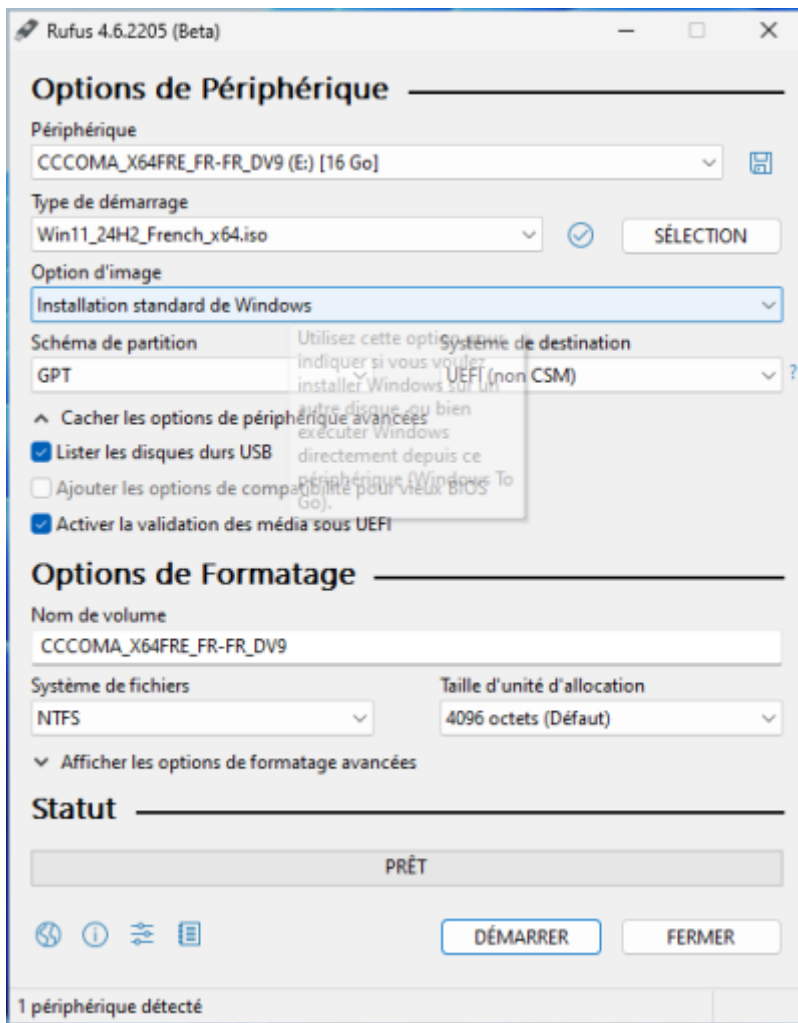 Rufus 4.6.2205 (Beta)
Options de Périphérique
Périphérique
CCCOMA_X64FRE_FR-FR_DV9 (E:) [16 Go]
Type de démarrage
Win11_24H2_French_x64.iso
SÉLECTION
Option d'image
Installation standard de Windows
Schéma de partition
Système de destination
GPT
UEFI (non CSM)
?
Utilisez cette option pour
indiquer si vous voulez
installer Windows sur un
autre disque, ou bien
exécuter Windows
directement depuis ce
périphérique (Windows To
Go).
Cacher les options de périphérique avancées
Lister les disques durs USB
Ajouter les options de compatibilité pour vieux BIOS
Activer la validation des média sous UEFI
Options de Formatage
Nom de volume
CCCOMA_X64FRE_FR-FR_DV9
Système de fichiers
Taille d'unité d'allocation
NTFS
4096 octets (Défaut)
Afficher les options de formatage avancées
Statut
PRÊT
DÉMARRER
FERMER
1 périphérique détecté